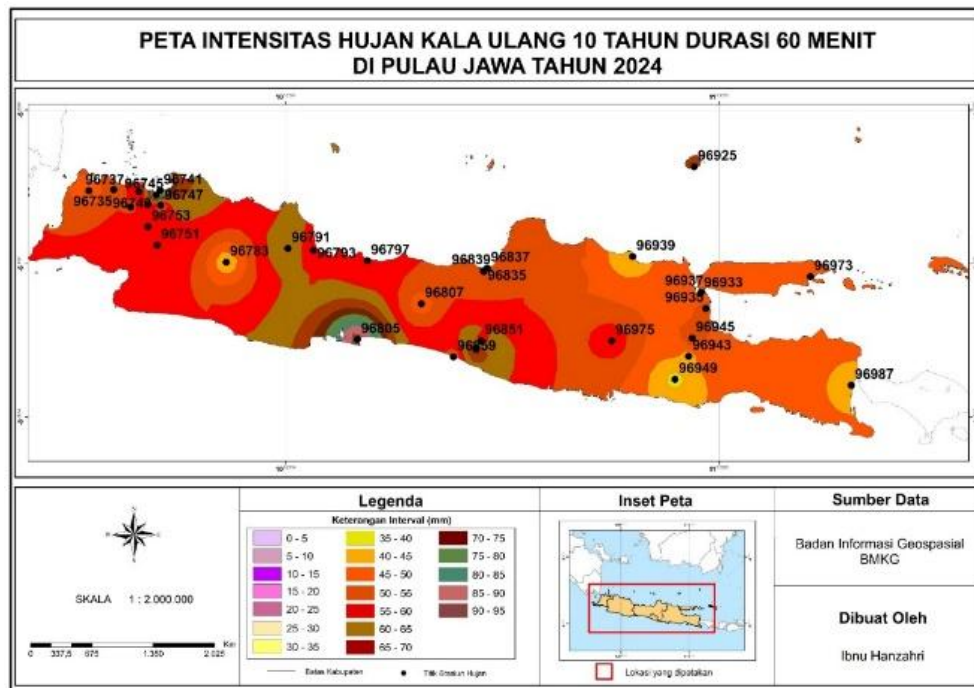 PETA INTENSITAS HUJAN KALA ULANG 10 TAHUN DURASI 60 MENIT
DI PULAU JAWA TAHUN 2024
96925
96737
96745
96741
96735
96747
96753
96751
96783
96791
96793
96797
96839
96837
96835
96807
96805
96851
96939
96937
96933
96973
96975
96945
96943
96949
96987
SKALA 1 : 2.000.000
0 337,5 675 1.350 2.025
Legenda
Keterangan Interval (mm)
0 - 5
5 - 10
10 - 15
15 - 20
20 - 25
25 - 30
30 - 35
35 - 40
40 - 45
45 - 50
50 - 55
55 - 60
60 - 65
65 - 70
70 - 75
75 - 80
80 - 85
85 - 90
90 - 95
Batas Kabupaten
Titik Stasiun Hujan
Inset Peta
Lokasi yang dipetakan
Sumber Data
Badan Informasi Geospasial
BMKG
Dibuat Oleh
Ibnu Hanzahri